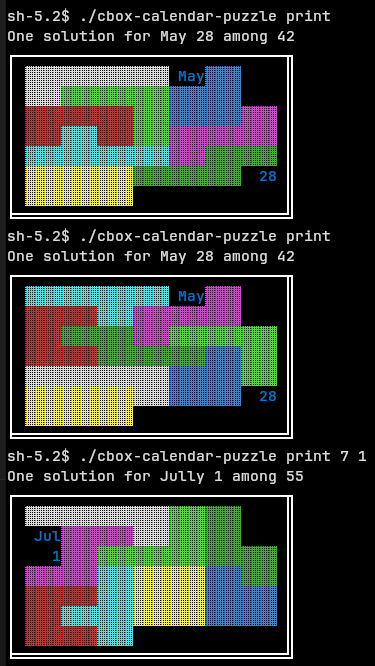 sh-5.2$ ./cbox-calendar-puzzle print
One solution for May 28 among 42
May
28
sh-5.2$ ./cbox-calendar-puzzle print
One solution for May 28 among 42
May
28
sh-5.2$ ./cbox-calendar-puzzle print 7 1
One solution for Jully 1 among 55
Jul
1